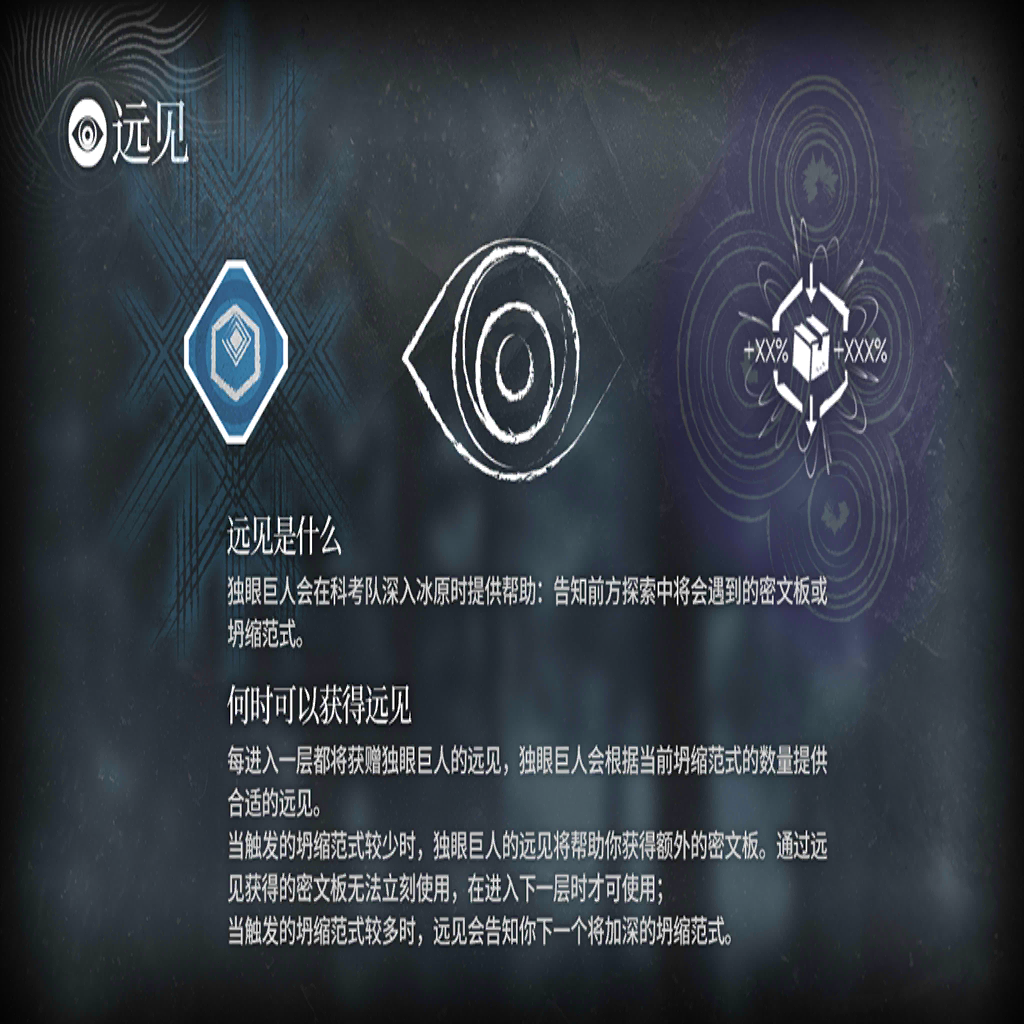 远见
+XX%
+XXX%
远见是什么
独眼巨人会在科考队深入冰原时提供帮助：告知前方探索中将会遇到的密文板或
坍缩范式。
何时可以获得远见
每进入一层都将获赠独眼巨人的远见，独眼巨人会根据当前坍缩范式的数量提供
合适的远见。
当触发的坍缩范式较少时，独眼巨人的远见将帮助你获得额外的密文板。通过远
见获得的密文板无法立刻使用，在进入下一层时才可使用；
当触发的坍缩范式较多时，远见会告知你下一个将加深的坍缩范式。